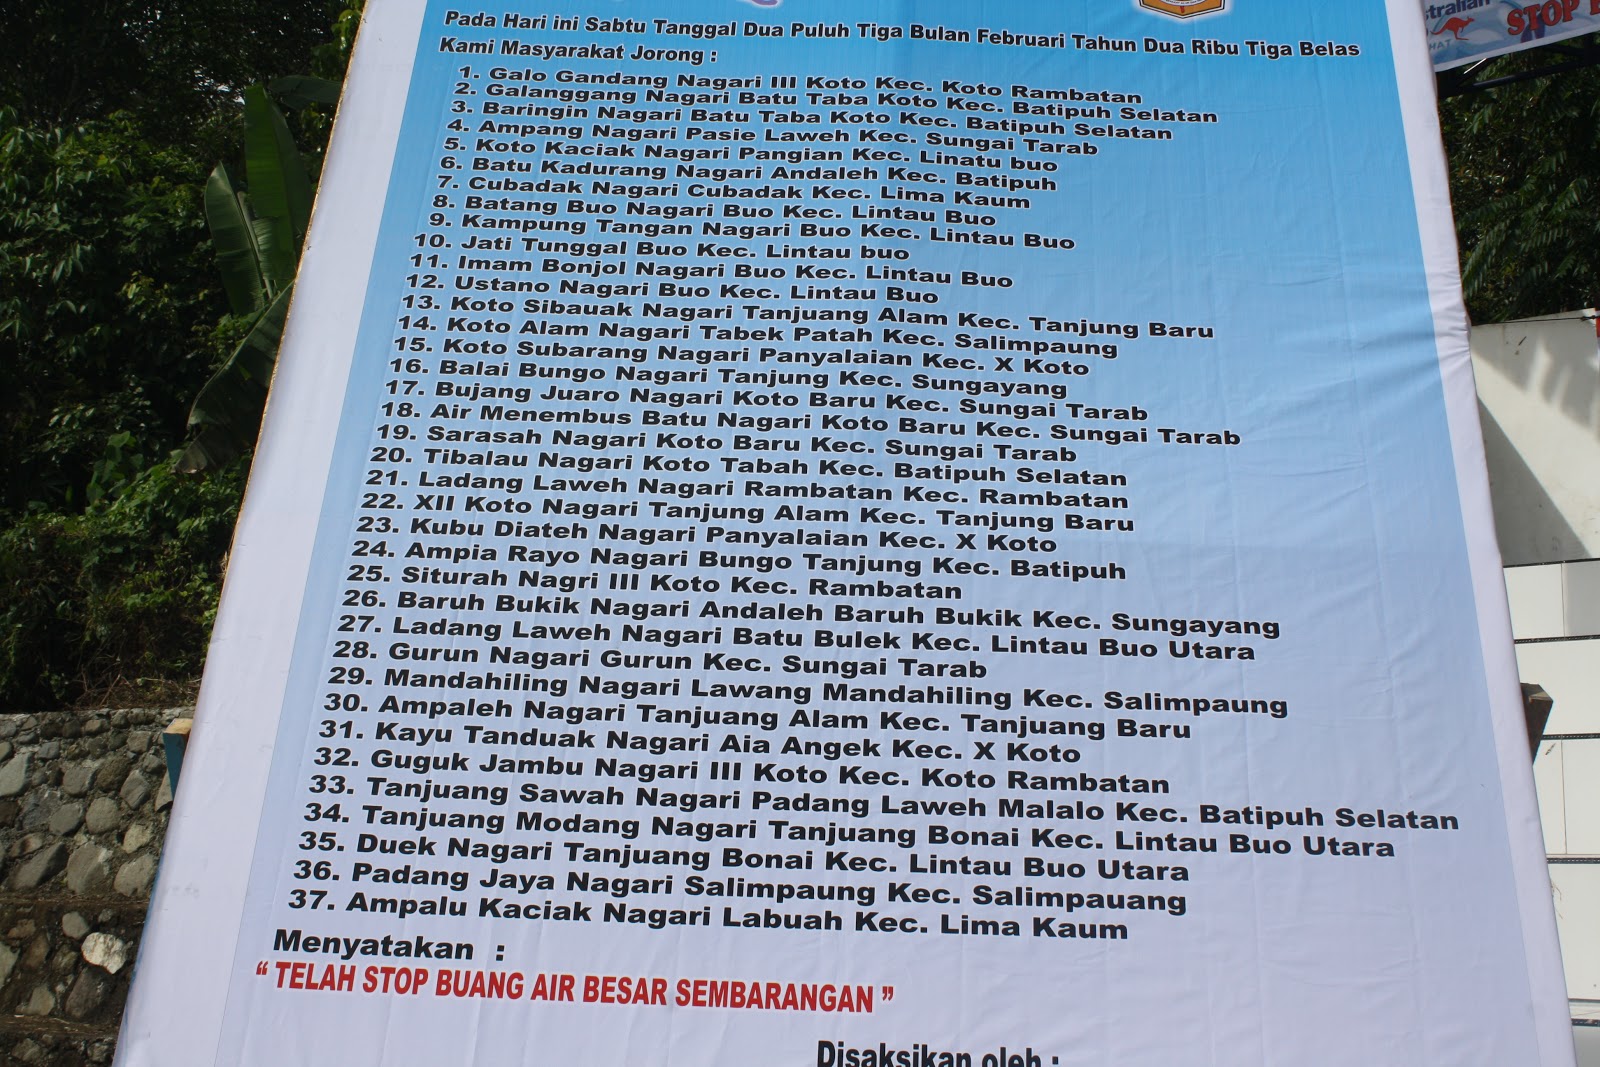 Pada Hari ini Sabtu Tanggal Dua Puluh Tiga Bulan Februari Tahun Dua Ribu Tiga Belas
Kami Masyarakat Jorong :
1. Galo Gandang Nagari III Koto Kec. Koto Rambatan
2. Galanggang Nagari Batu Taba Koto Kec. Batipuh Selatan
3. Baringin Nagari Batu Taba Koto Kec. Batipuh Selatan
4. Ampang Nagari Pasie Laweh Kec. Sungai Tarab
5. Koto Kaciak Nagari Pangian Kec. Linatu buo
6. Batu Kadurang Nagari Andaleh Kec. Batipuh
7. Cubadak Nagari Cubadak Kec. Lima Kaum
8. Batang Buo Nagari Buo Kec. Lintau Buo
9. Kampung Tangan Nagari Buo Kec. Lintau Buo
10. Jati Tunggal Buo Kec. Lintau buo
11. Imam Bonjol Nagari Buo Kec. Lintau Buo
12. Ustano Nagari Buo Kec. Lintau Buo
13. Koto Sibauak Nagari Tanjuang Alam Kec. Tanjung Baru
14. Koto Alam Nagari Tabek Patah Kec. Salimpaung
15. Koto Subarang Nagari Panyalaian Kec. X Koto
16. Balai Bungo Nagari Tanjung Kec. Sungayang
17. Bujang Juaro Nagari Koto Baru Kec. Sungai Tarab
18. Air Menembus Batu Nagari Koto Baru Kec. Sungai Tarab
19. Sarasah Nagari Koto Baru Kec. Sungai Tarab
20. Tibalau Nagari Koto Tabah Kec. Batipuh Selatan
21. Ladang Laweh Nagari Rambatan Kec. Rambatan
22. XII Koto Nagari Tanjung Alam Kec. Tanjung Baru
23. Kubu Diateh Nagari Panyalaian Kec. X Koto
24. Ampia Rayo Nagari Bungo Tanjung Kec. Batipuh
25. Siturah Nagri III Koto Kec. Rambatan
26. Baruh Bukik Nagari Andaleh Baruh Bukik Kec. Sungayang
27. Ladang Laweh Nagari Batu Bulek Kec. Lintau Buo Utara
28. Gurun Nagari Gurun Kec. Sungai Tarab
29. Mandahiling Nagari Lawang Mandahiling Kec. Salimpaung
30. Ampaleh Nagari Tanjuang Alam Kec. Tanjuang Baru
31. Kayu Tanduak Nagari Aia Angek Kec. X Koto
32. Guguk Jambu Nagari III Koto Kec. Koto Rambatan
33. Tanjuang Sawah Nagari Padang Laweh Malalo Kec. Batipuh Selatan
34. Tanjuang Modang Nagari Tanjuang Bonai Kec. Lintau Buo Utara
35. Duek Nagari Tanjuang Bonai Kec. Lintau Buo Utara
36. Padang Jaya Nagari Salimpaung Kec. Salimpauang
37. Ampalu Kaciak Nagari Labuah Kec. Lima Kaum
Menyatakan :
“ TELAH STOP BUANG AIR BESAR SEMBARANGAN ”
Disaksikan oleh :
STOP